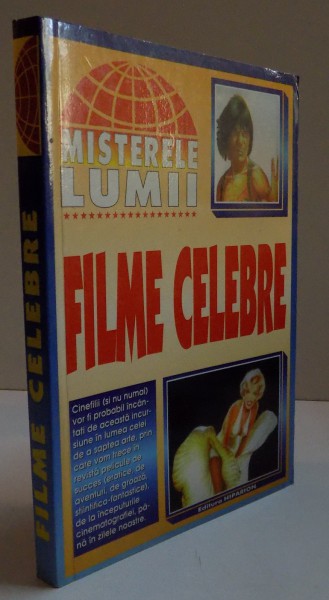 MISTERELE
LUMII
FILME CELEBRE
Cinefilii (și nu numai)
vor fi probabil încân-
tați de această incur-
siune în lumea celei
de a șaptea arte, prin
care vom trece în
revistă pelicule de
succes (erotice, de
aventuri, de groază,
științifico-fantastice),
de la începuturile
cinematografiei, pâ-
nă în zilele noastre.
Editura HIPARION
FILME CELEBRE